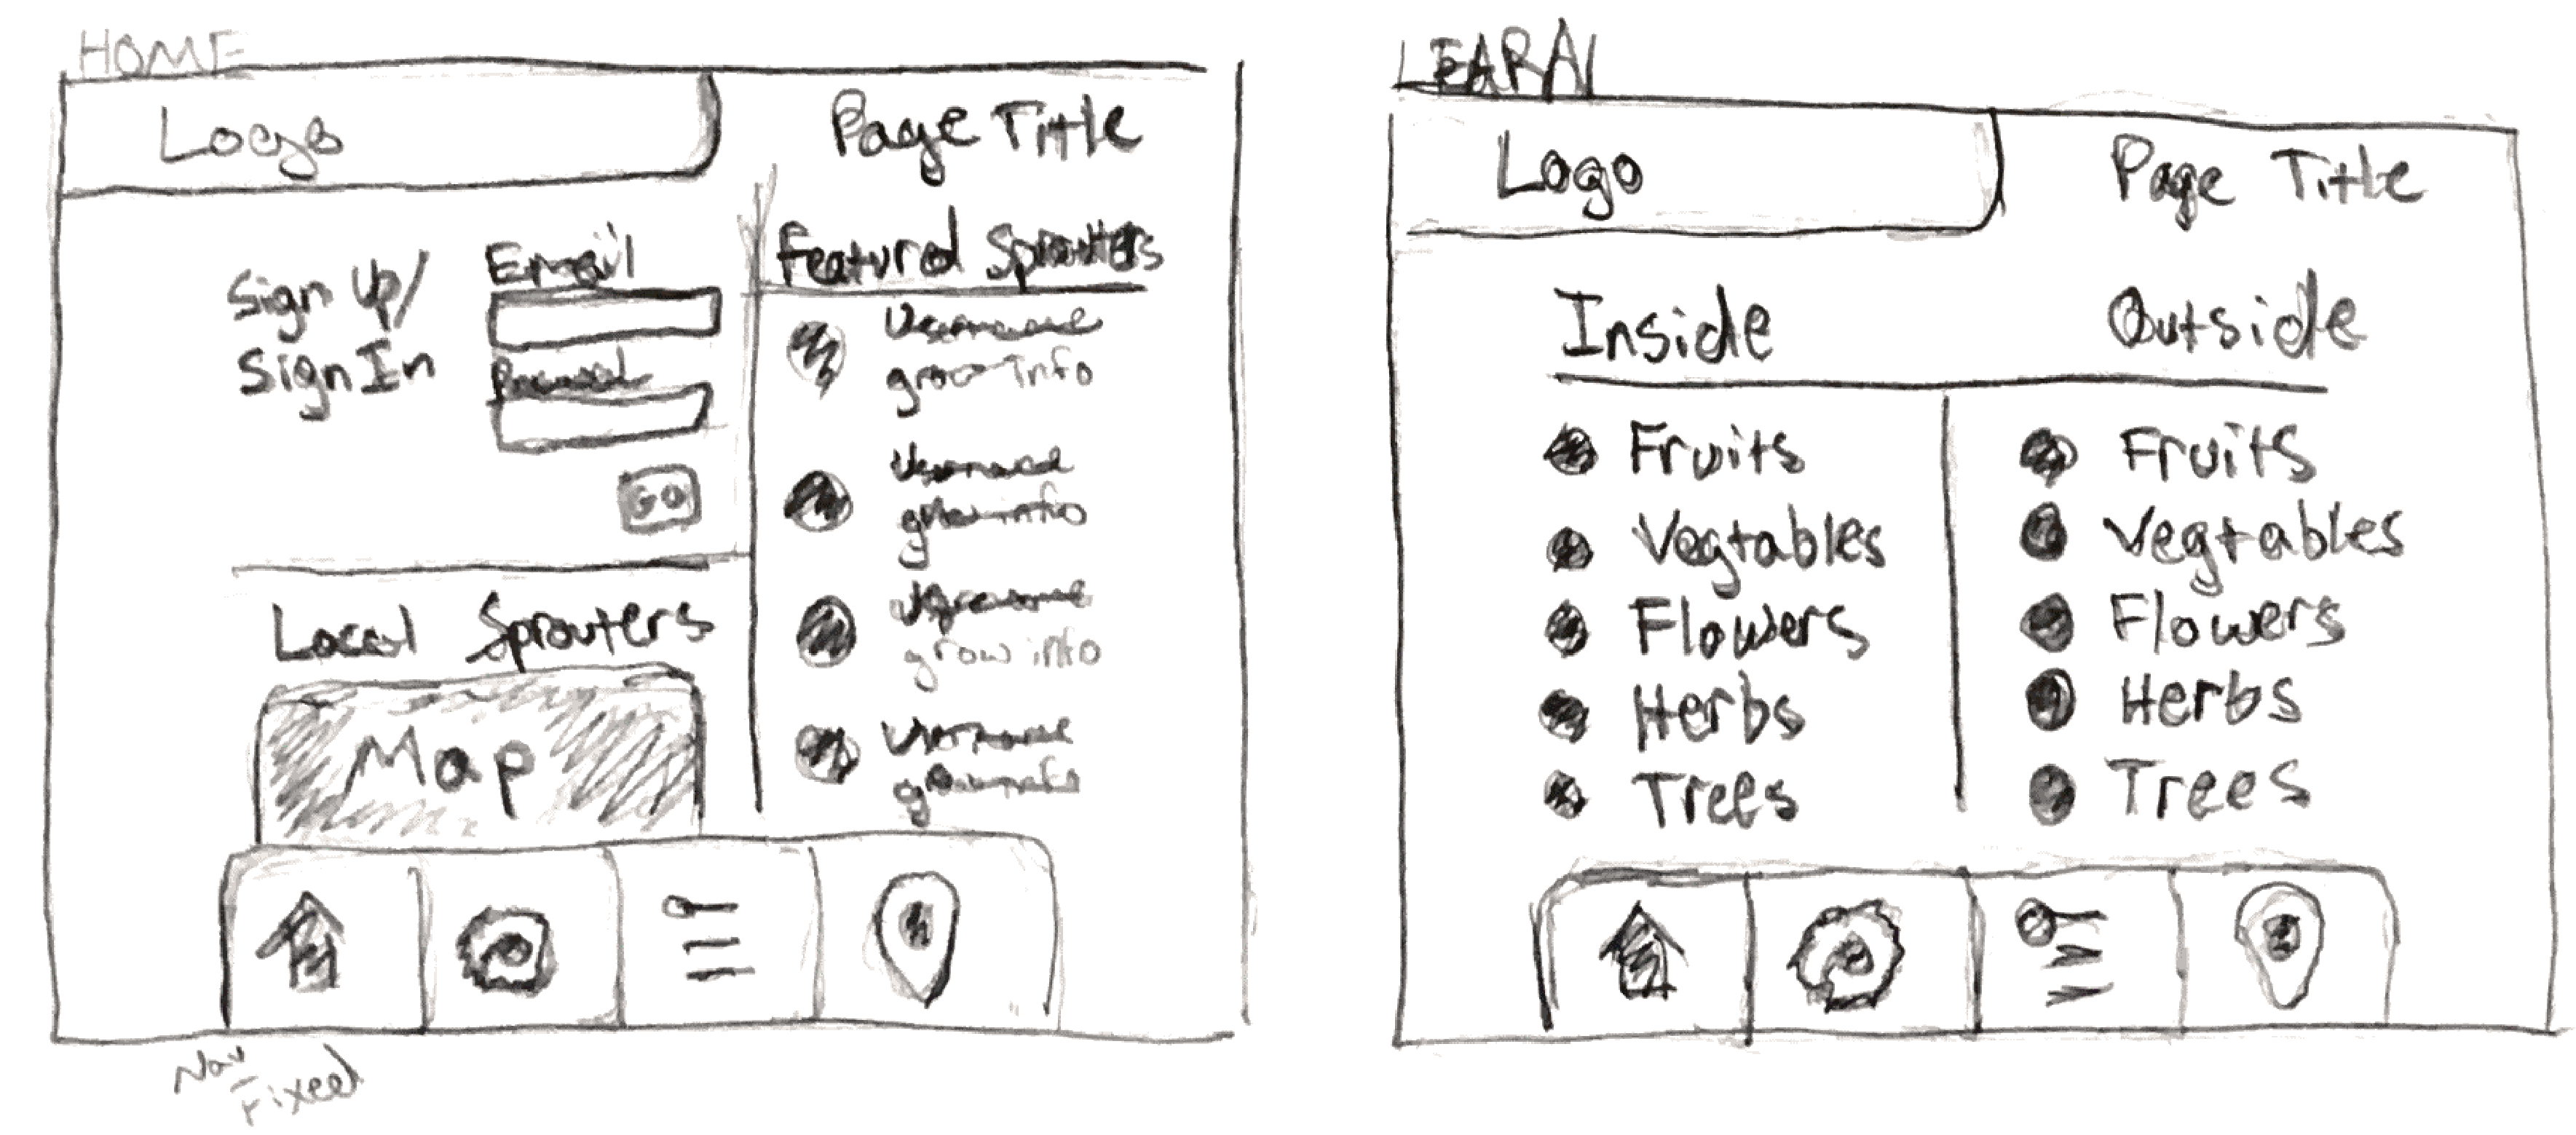 HOME
Logo
Page Title
Sign Up/
Sign In
Email
GO
Featured Sprouters
Username
grow info
Username
grow info
Username
grow info
Username
grow info
Local Sprouters
Map
Nav
Fixed
LEARN
Logo
Page Title
Inside
Outside
Fruits
Vegtables
Flowers
Herbs
Trees
Fruits
Vegtables
Flowers
Herbs
Trees